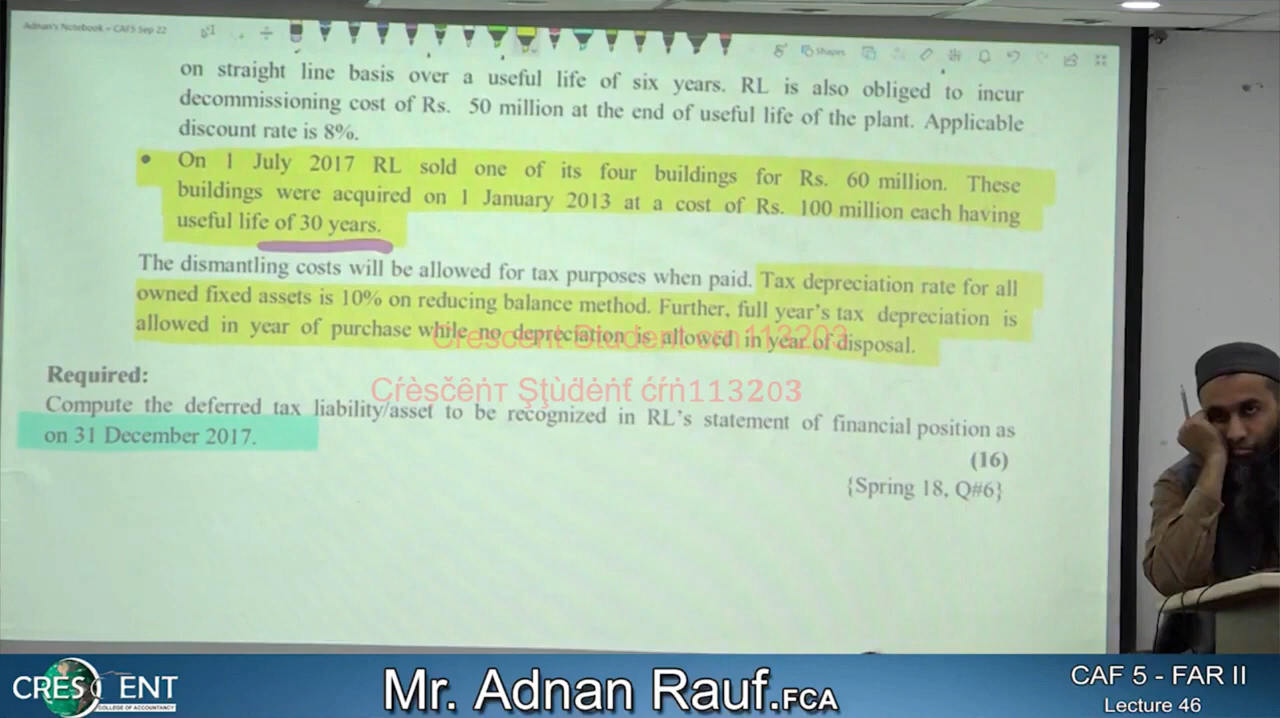 Adnan's Notebook » CAF5 Sep 22
Shapes
on straight line basis over a useful life of six years. RL is also obliged to incur
decommissioning cost of Rs. 50 million at the end of useful life of the plant. Applicable
discount rate is 8%.
• On 1 July 2017 RL sold one of its four buildings for Rs. 60 million. These
buildings were acquired on 1 January 2013 at a cost of Rs. 100 million each having
useful life of 30 years.
The dismantling costs will be allowed for tax purposes when paid. Tax depreciation rate for all
owned fixed assets is 10% on reducing balance method. Further, full year's tax depreciation is
allowed in year of purchase while no depreciation is allowed in year of disposal.
Crescent Student crn 113203
Required:
Cŕèsčêṅт Şţùḋėṅẗ ćŕṅ113203
Compute the deferred tax liability/asset to be recognized in RL's statement of financial position as
on 31 December 2017.
(16)
{Spring 18, Q#6}
CRESCENT
COLLEGE OF ACCOUNTANCY
Mr. Adnan Rauf.FCA
CAF 5 - FAR II
Lecture 46